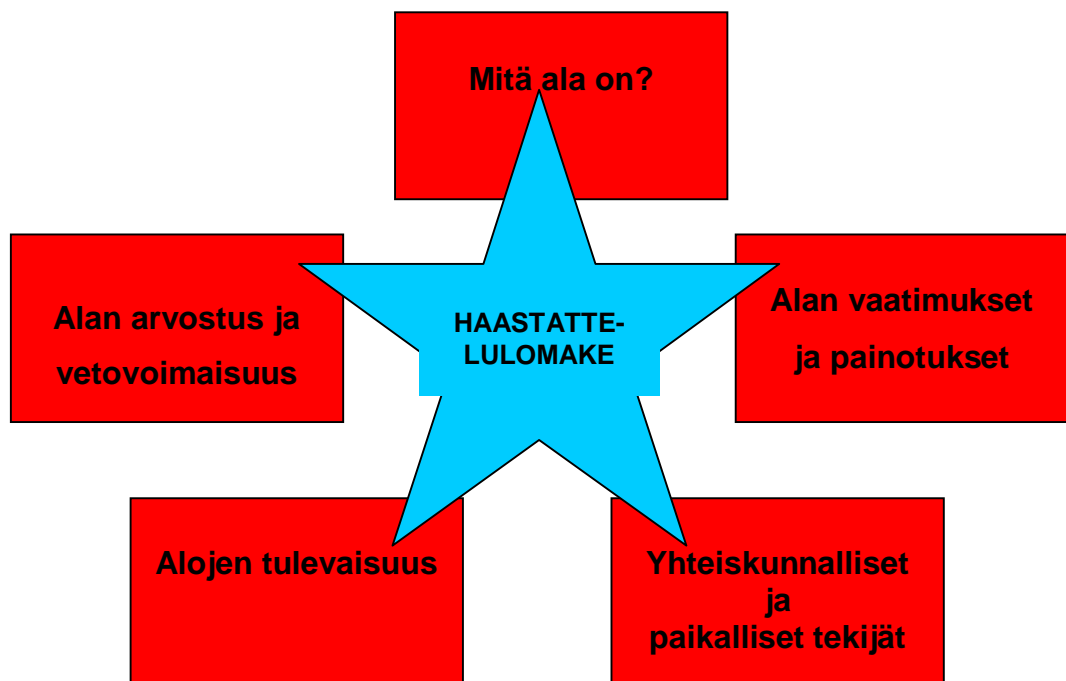 Mitä ala on?
Alan arvostus ja
vetovoimaisuus
HAASTATTE-
LULOMAKE
Alan vaatimukset
ja painotukset
Alojen tulevaisuus
Yhteiskunnalliset
ja
paikalliset tekijät